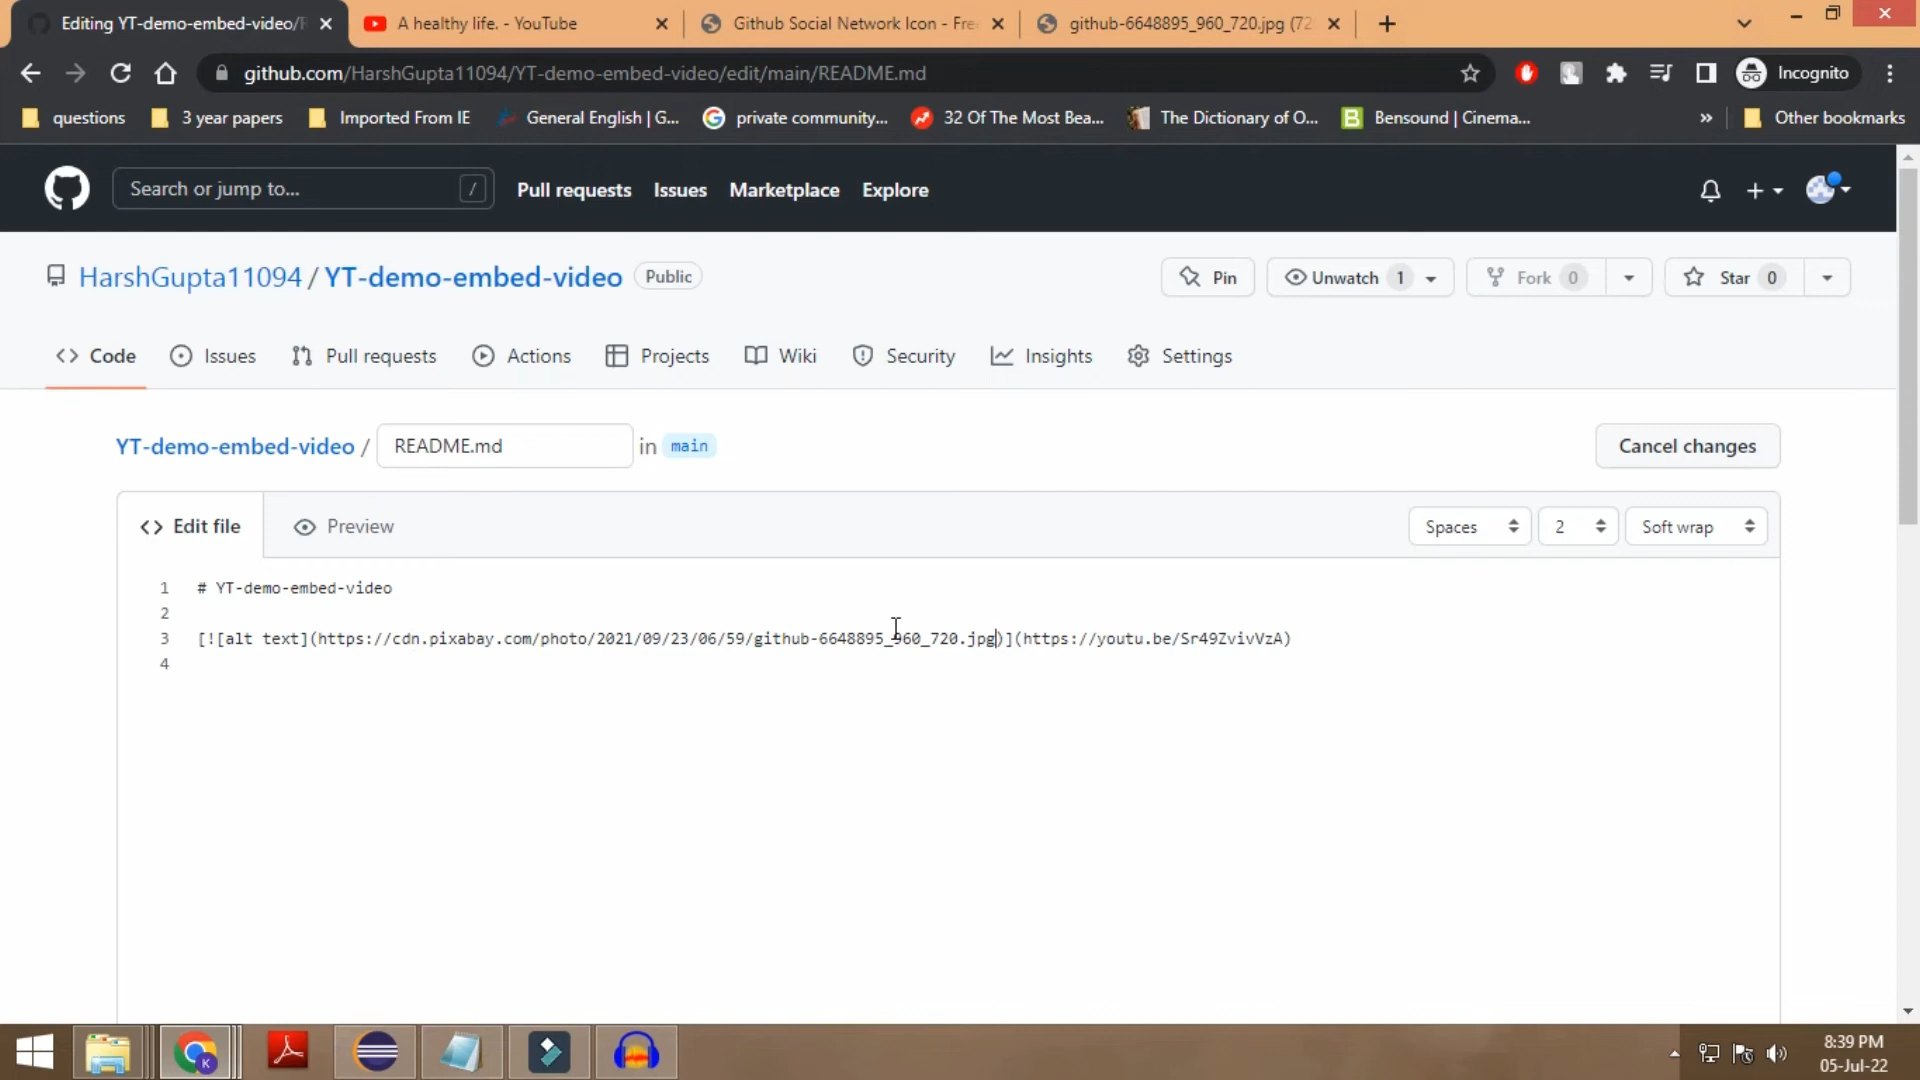 Editing YT-demo-embed-video/R
A healthy life. - YouTube
Github Social Network Icon - Fre
github-6648895_960_720.jpg (72
github.com/HarshGupta11094/YT-demo-embed-video/edit/main/README.md
Incognito
questions
3 year papers
Imported From IE
General English | G...
private community...
32 Of The Most Bea...
The Dictionary of O...
Bensound | Cinema...
»
Other bookmarks
Search or jump to...
/
Pull requests
Issues
Marketplace
Explore
HarshGupta11094 / YT-demo-embed-video
Public
Pin
Unwatch 1
Fork 0
Star 0
Code
Issues
Pull requests
Actions
Projects
Wiki
Security
Insights
Settings
YT-demo-embed-video / README.md in main
Cancel changes
<> Edit file
Preview
Spaces
2
Soft wrap
1 # YT-demo-embed-video
2
3 [![alt text](https://cdn.pixabay.com/photo/2021/09/23/06/59/github-6648895_960_720.jpg)](https://youtu.be/Sr49ZvivVzA)
4
K
8:39 PM
05-Jul-22